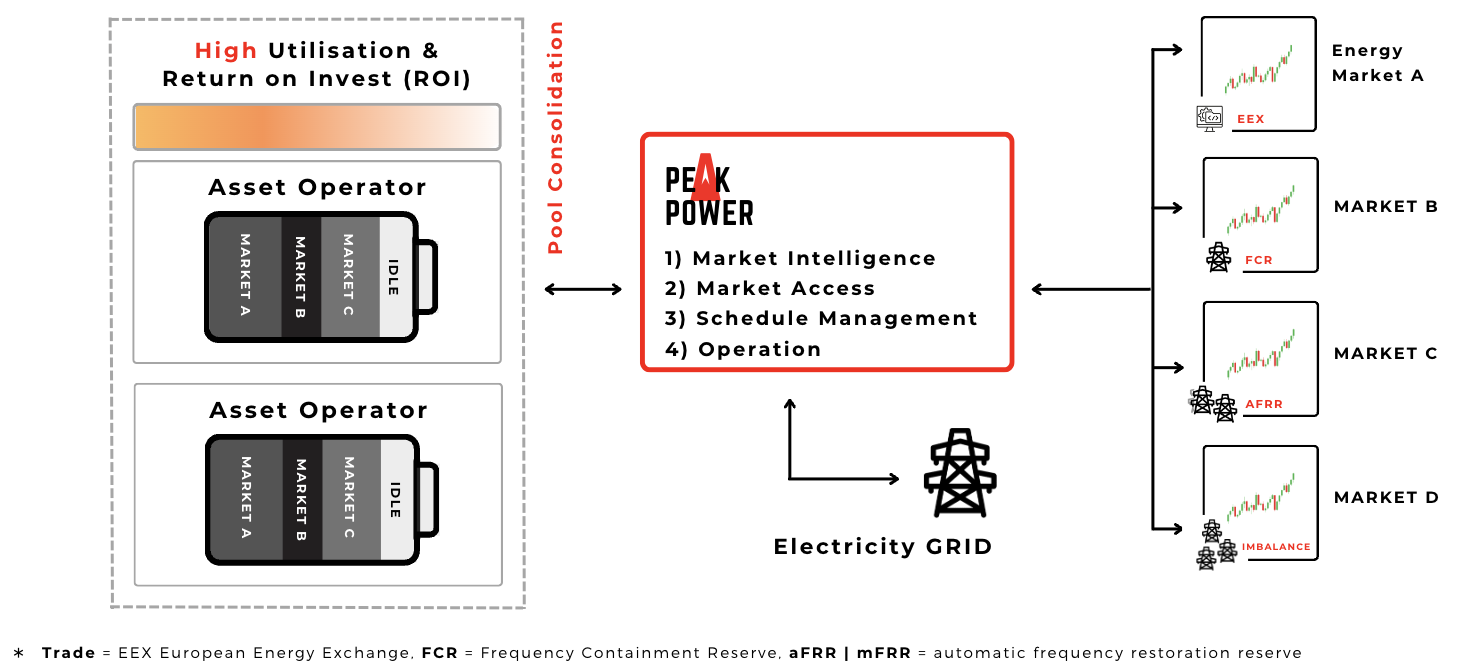 High Utilisation &
Return on Invest (ROI)
Asset Operator
MARKET A
MARKET B
MARKET C
IDLE
Asset Operator
MARKET A
MARKET B
MARKET C
IDLE
Pool Consolidation
PEAK
POWER
1) Market Intelligence
2) Market Access
3) Schedule Management
4) Operation
Electricity GRID
EEX
Energy
Market A
FCR
MARKET B
AFRR
MARKET C
IMBALANCE
MARKET D
* Trade = EEX European Energy Exchange, FCR = Frequency Containment Reserve, aFRR | mFRR = automatic frequency restoration reserve